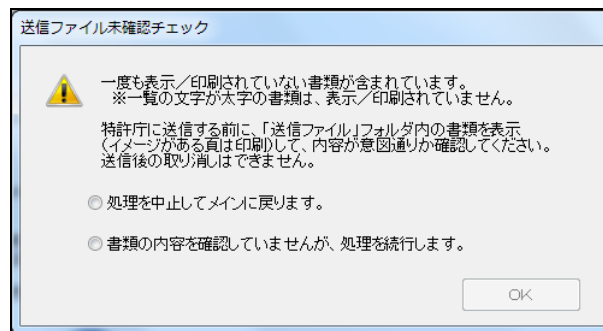 送信ファイル未確認チェック
一度も表示／印刷されていない書類が含まれています。
※一覧の文字が太字の書類は、表示／印刷されていません。
特許庁に送信する前に、「送信ファイル」フォルダ内の書類を表示
（イメージがある頁は印刷）して、内容が意図通りか確認してください。
送信後の取り消しはできません。
処理を中止してメインに戻ります。
書類の内容を確認していませんが、処理を続行します。
OK